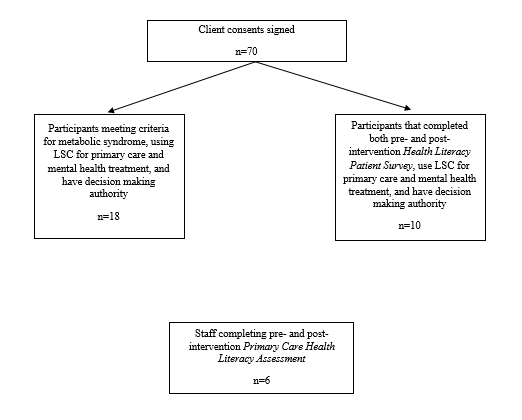 Client consents signed
n=70
Participants meeting criteria
for metabolic syndrome, using
LSC for primary care and
mental health treatment, and
have decision making
authority
n=18
Participants that completed
both pre- and post-
intervention Health Literacy
Patient Survey, use LSC for
primary care and mental health
treatment, and have decision
making authority
n=10
Staff completing pre- and post-
intervention Primary Care Health
Literacy Assessment
n=6